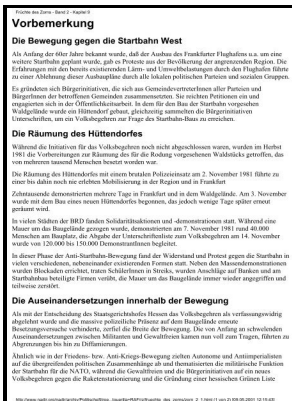 Früchte des Zorns - Band 2 - Kapitel 9
Vorbemerkung
Die Bewegung gegen die Startbahn West
Als Anfang der 60er Jahre bekannt wurde, daß der Ausbau des Frankfurter Flughafens u.a. um eine
weitere Startbahn geplant wurde, gab es Proteste aus der Bevölkerung der angrenzenden Region. Die
Erfahrungen mit den bereits existierenden Lärm- und Umweltbelastungen durch den Flughafen führte
zu einer Ablehnung dieser Ausbaupläne durch alle lokalen politischen Parteien und sozialen Gruppen.
Es gründeten sich Bürgerinitiativen, die sich aus GemeindevertreterInnen aller Parteien und
BürgerInnen der betroffenen Gemeinden zusammensetzten. Sie reichten Petitionen ein und
engagierten sich in der Öffentlichkeitsarbeit. In dem für den Bau der Startbahn vorgesehen
Waldgelände wurde ein Hüttendorf gebaut, gleichzeitig sammelten die Bürgerinitiativen
Unterschriften, um ein Volksbegehren zur Frage des Startbahn-Baus zu erreichen.
Die Räumung des Hüttendorfes
Während die Initiativen für das Volksbegehren noch nicht abgeschlossen waren, wurden im Herbst
1981 die Vorbereitungen zur Räumung des für die Rodung vorgesehenen Waldstücks getroffen, das
von mehreren tausend Menschen besetzt worden war.
Die Räumung des Hüttendorfes mit einem brutalen Polizeieinsatz am 2. November 1981 führte zu
einer bis dahin noch nie erlebten Mobilisierung in der Region und in Frankfurt
Zehntausende demonstrierten mehrere Tage in Frankfurt und in dem Waldgelände. Am 3. November
wurde mit dem Bau eines neuen Hüttendorfes begonnen, das jedoch wenige Tage später erneut
geräumt wird.
In vielen Städten der BRD fanden Solidaritätsaktionen und -demonstrationen statt. Während eine
Mauer um das Baugelände gezogen wurde, demonstrierten am 7. November 1981 rund 40.000
Menschen am Bauplatz, die Abgabe der Unterschriftenliste zum Volksbegehren am 14. November
wurde von 120.000 bis 150.000 DemonstrantInnen begleitet.
In dieser Phase der Anti-Startbahn-Bewegung fand der Widerstand und Protest gegen die Startbahn in
vielen verschiedenen, nebeneinander existierenden Formen statt. Neben den Massendemonstrationen
wurden Blockaden errichtet, traten SchülerInnen in Streiks, wurden Anschläge auf Banken und am
Startbahnbau beteiligte Firmen verübt, die Mauer um das Baugelände immer wieder angegriffen und
teilweise zerstört.
Die Auseinandersetzungen innerhalb der Bewegung
Als mit der Entscheidung des Staatsgerichtshofes Hessen das Volksbegehren als verfassungswidrig
abgelehnt wurde und die massive polizeiliche Präsenz auf dem Baugelände erneute
Besetzungsversuche verhinderte, zerfiel die Breite der Bewegung. Die von Anfang an schwelenden
Auseinandersetzungen zwischen Militanten und Gewaltfreien kamen nun voll zum Tragen, führten zu
Abgrenzungen bis hin zu Diffamierungen.
Ähnlich wie in der Friedens- bzw. Anti-Kriegs-Bewegung zielten Autonome und Antiimperialisten
auf die übergreifenden politischen Zusammenhänge ab und thematisierten die militärische Funktion
der Startbahn für die NATO, während die Gewaltfreien und die BürgerInitiativen auf ein neues
Volksbegehren gegen die Raketenstationierung und die Gründung einer hessischen Grünen Liste